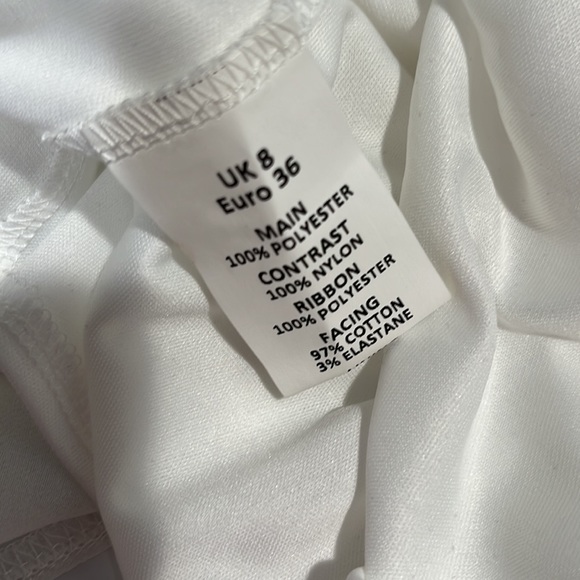 UK 8
Euro 36
MAIN
100% POLYESTER
CONTRAST
100% NYLON
RIBBON
100% POLYESTER
FACING
97% COTTON
3% ELASTANE